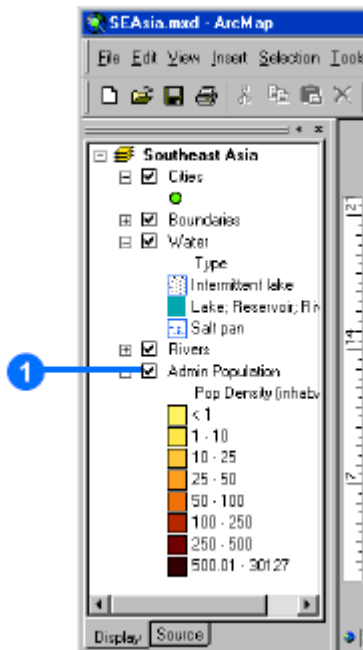 SEAsia.mxd - ArcMap
File Edit View Insert Selection Tools
Southeast Asia
Cities
Boundaries
Water
Type
Intermittent lake
Lake; Reservoir; Riv
Salt pan
Rivers
1
Admin Population
Pop Density (inhab
< 1
1 - 10
10 - 25
25 - 50
50 - 100
100 - 250
250 - 500
500.01 - 30127
Display Source